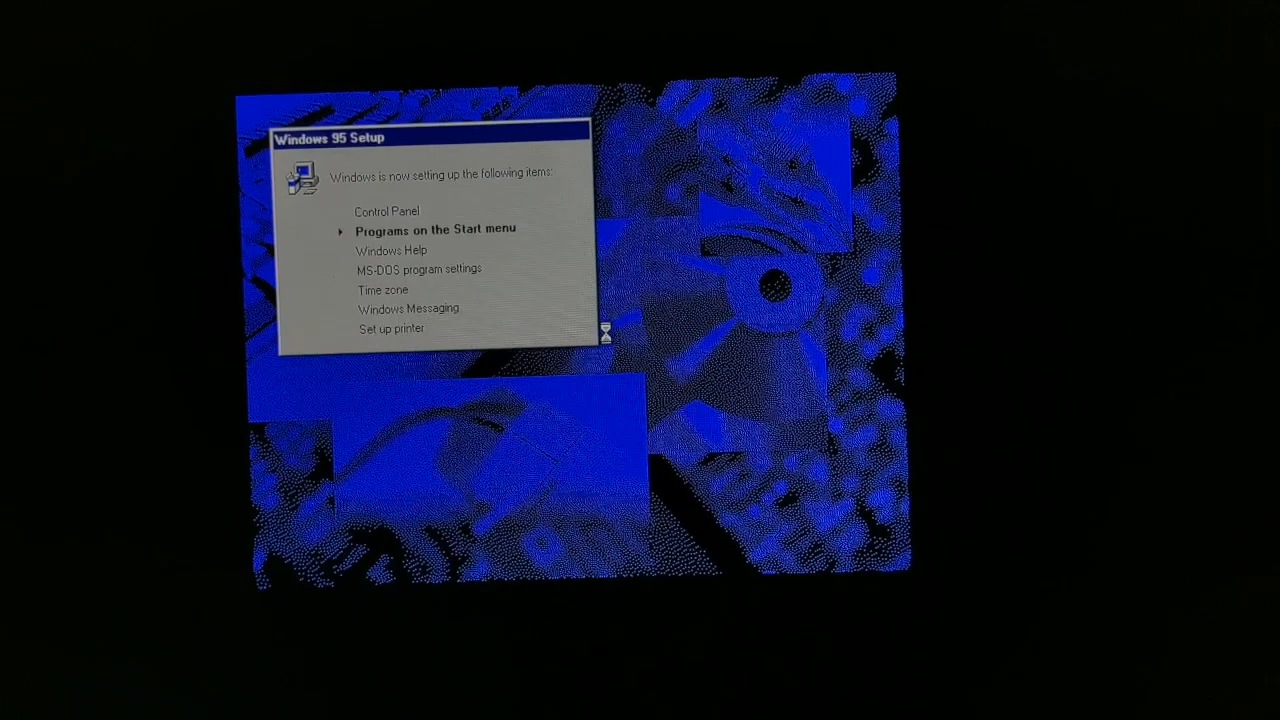 Windows 95 Setup
Windows is now setting up the following items:
Control Panel
Programs on the Start menu
Windows Help
MS-DOS program settings
Time zone
Windows Messaging
Set up printer